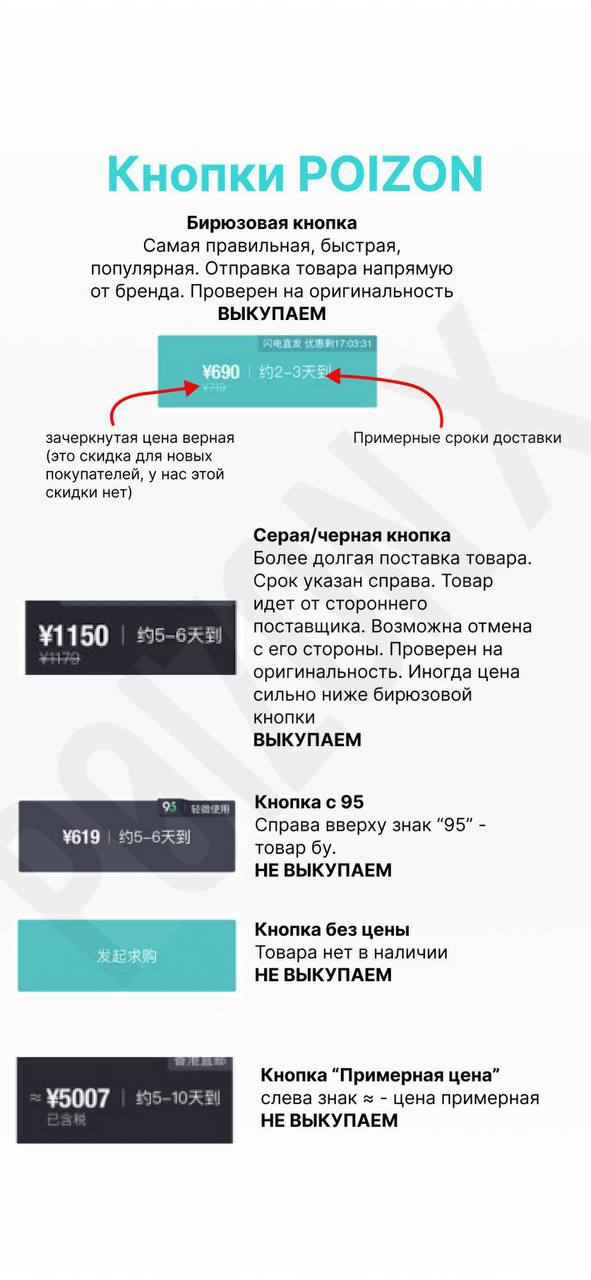 Кнопки POIZON
Бирюзовая кнопка
Самая правильная, быстрая,
популярная. Отправка товара напрямую
от бренда. Проверен на оригинальность
ВЫКУПАЕМ
闪电直发 优惠剩17:03:31
¥690 | 约2-3天到
¥719
зачеркнутая цена верная
(это скидка для новых
покупателей, у нас этой
скидки нет)
Примерные сроки доставки
Серая/черная кнопка
Более долгая поставка товара.
Срок указан справа. Товар
идет от стороннего
поставщика. Возможна отмена
с его стороны. Проверен на
оригинальность. Иногда цена
сильно ниже бирюзовой
кнопки
ВЫКУПАЕМ
¥1150 | 约5-6天到
¥1179
Кнопка с 95
Справа вверху знак “95” -
товар бу.
НЕ ВЫКУПАЕМ
95 | 轻微使用
¥619 | 约5-6天到
Кнопка без цены
Товара нет в наличии
НЕ ВЫКУПАЕМ
发起求购
Кнопка “Примерная цена”
слева знак ≈ - цена примерная
НЕ ВЫКУПАЕМ
香港直邮
≈ ¥5007 | 约5-10天到
已含税
POIZON X